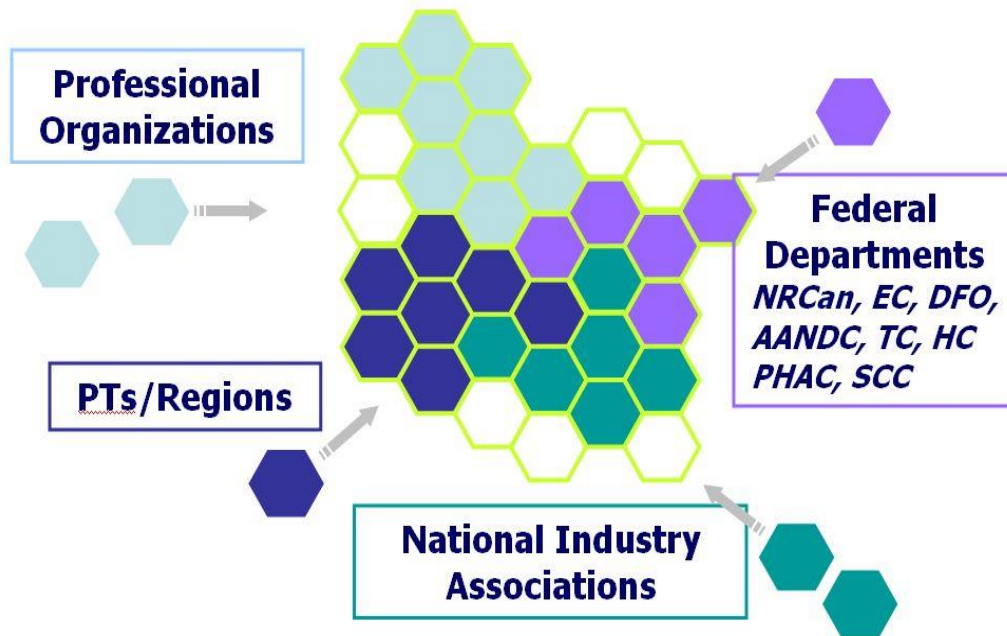 Professional
Organizations
Federal
Departments
NRCan, EC, DFO,
AANDC, TC, HC
PHAC, SCC
PTs/Regions
National Industry
Associations